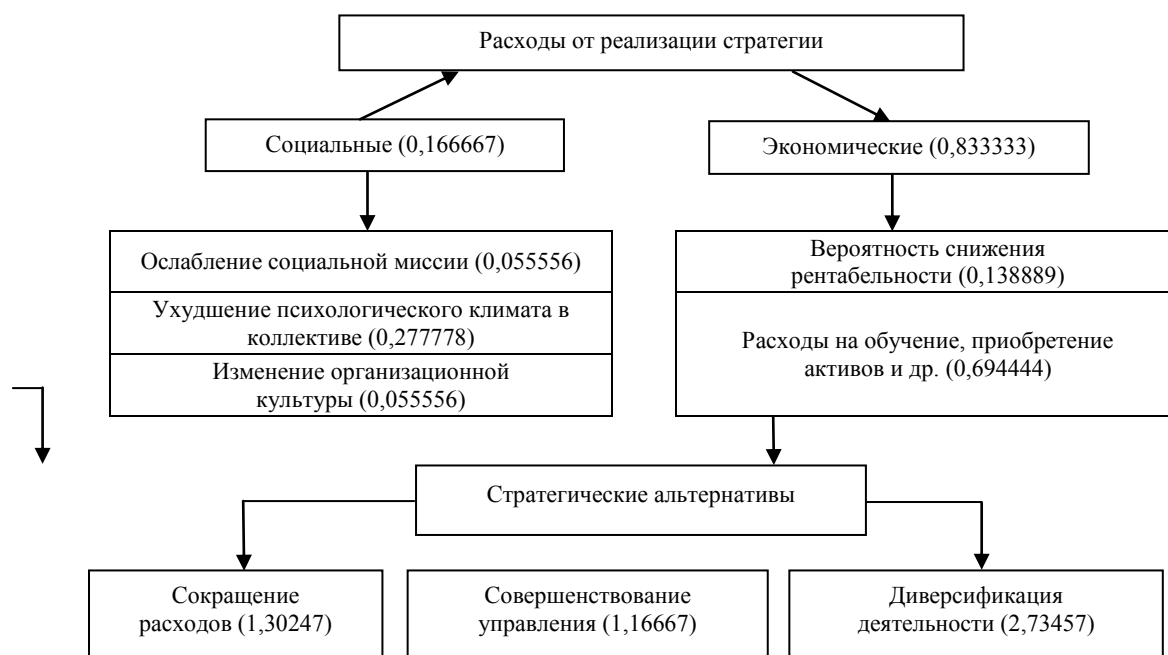 Расходы от реализации стратегии
Социальные (0,166667)
Экономические (0,833333)
Ослабление социальной миссии (0,055556)
Ухудшение психологического климата в
коллективе (0,277778)
Изменение организационной
культуры (0,055556)
Вероятность снижения
рентабельности (0,138889)
Расходы на обучение, приобретение
активов и др. (0,694444)
Стратегические альтернативы
Сокращение
расходов (1,30247)
Совершенствование
управления (1,16667)
Диверсификация
деятельности (2,73457)